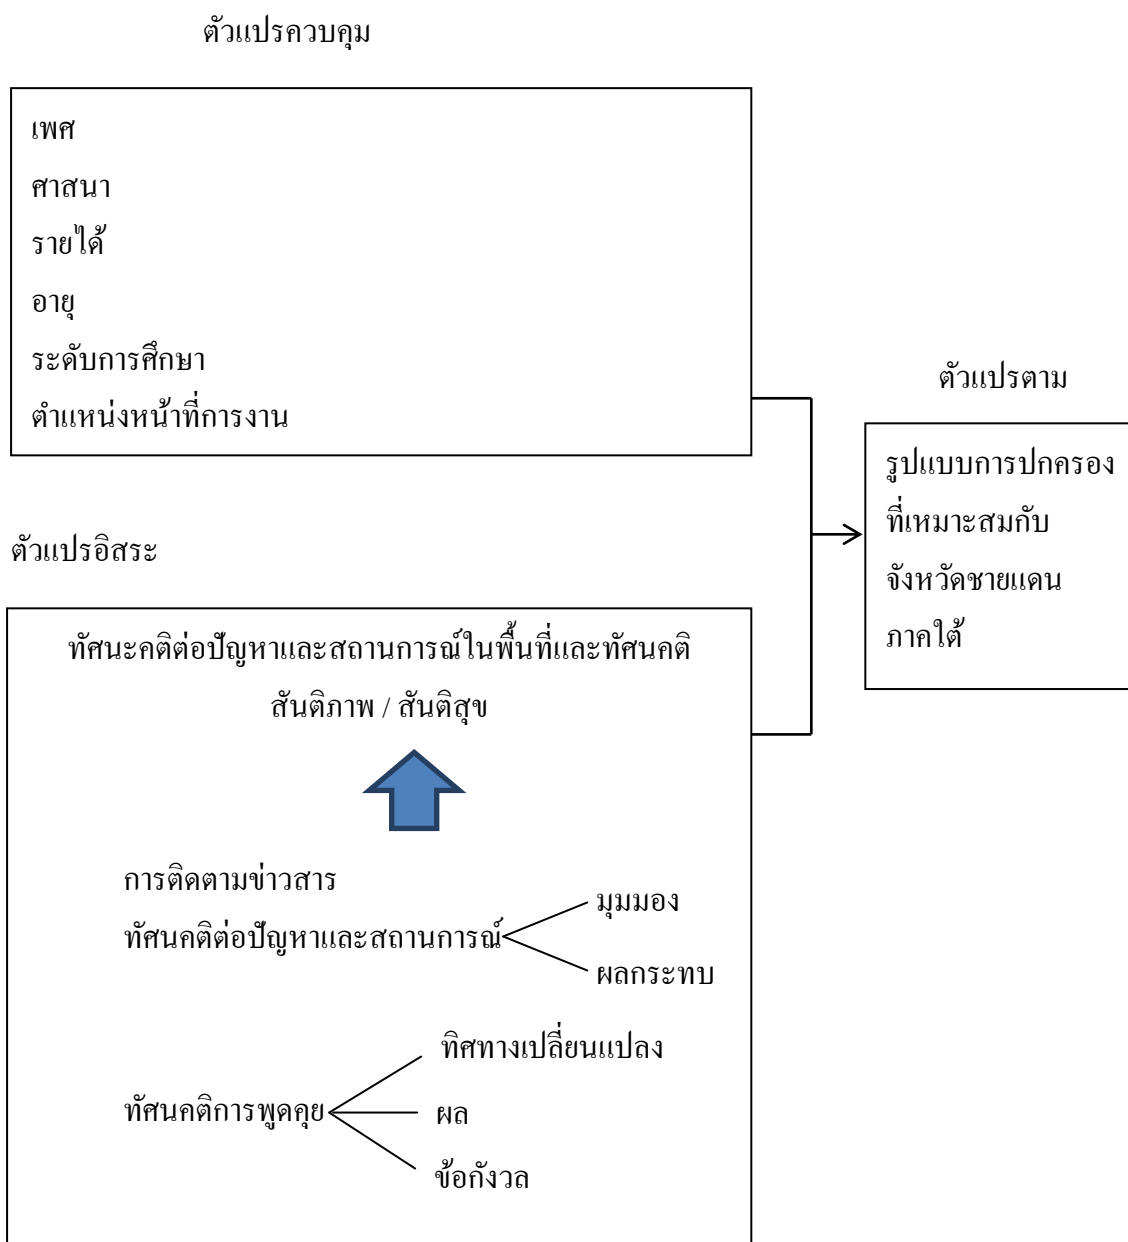 ตัวแปรควบคุม
เพศ
ศาสนา
รายได้
อายุ
ระดับการศึกษา
ตำแหน่งหน้าที่การงาน
ตัวแปรตาม
รูปแบบการปกครอง
ที่เหมาะสมกับ
จังหวัดชายแดน
ภาคใต้
ตัวแปรอิสระ
ทัศนะคติต่อปัญหาและสถานการณ์ในพื้นที่และทัศนคติ
สันติภาพ / สันติสุข
การติดตามข่าวสาร
ทัศนคติต่อปัญหาและสถานการณ์
มุมมอง
ผลกระทบ
ทัศนคติการพูดคุย
ทิศทางเปลี่ยนแปลง
ผล
ข้อกังวล